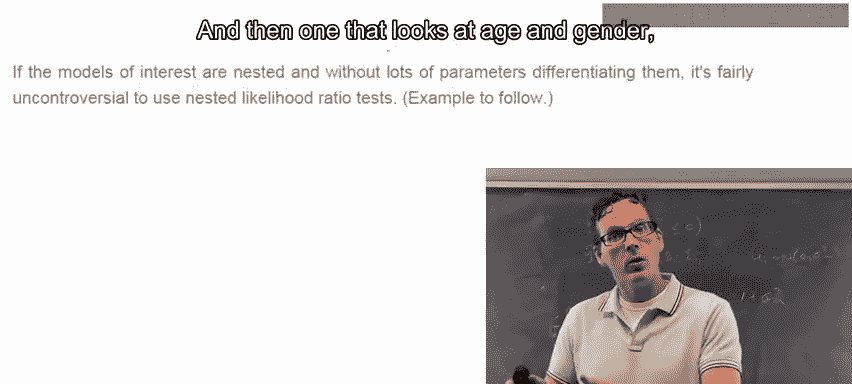 And then one that looks at age and gender,
If the models of interest are nested and without lots of parameters differentiating them, it's fairly
uncontroversial to use nested likelihood ratio tests. (Example to follow.)